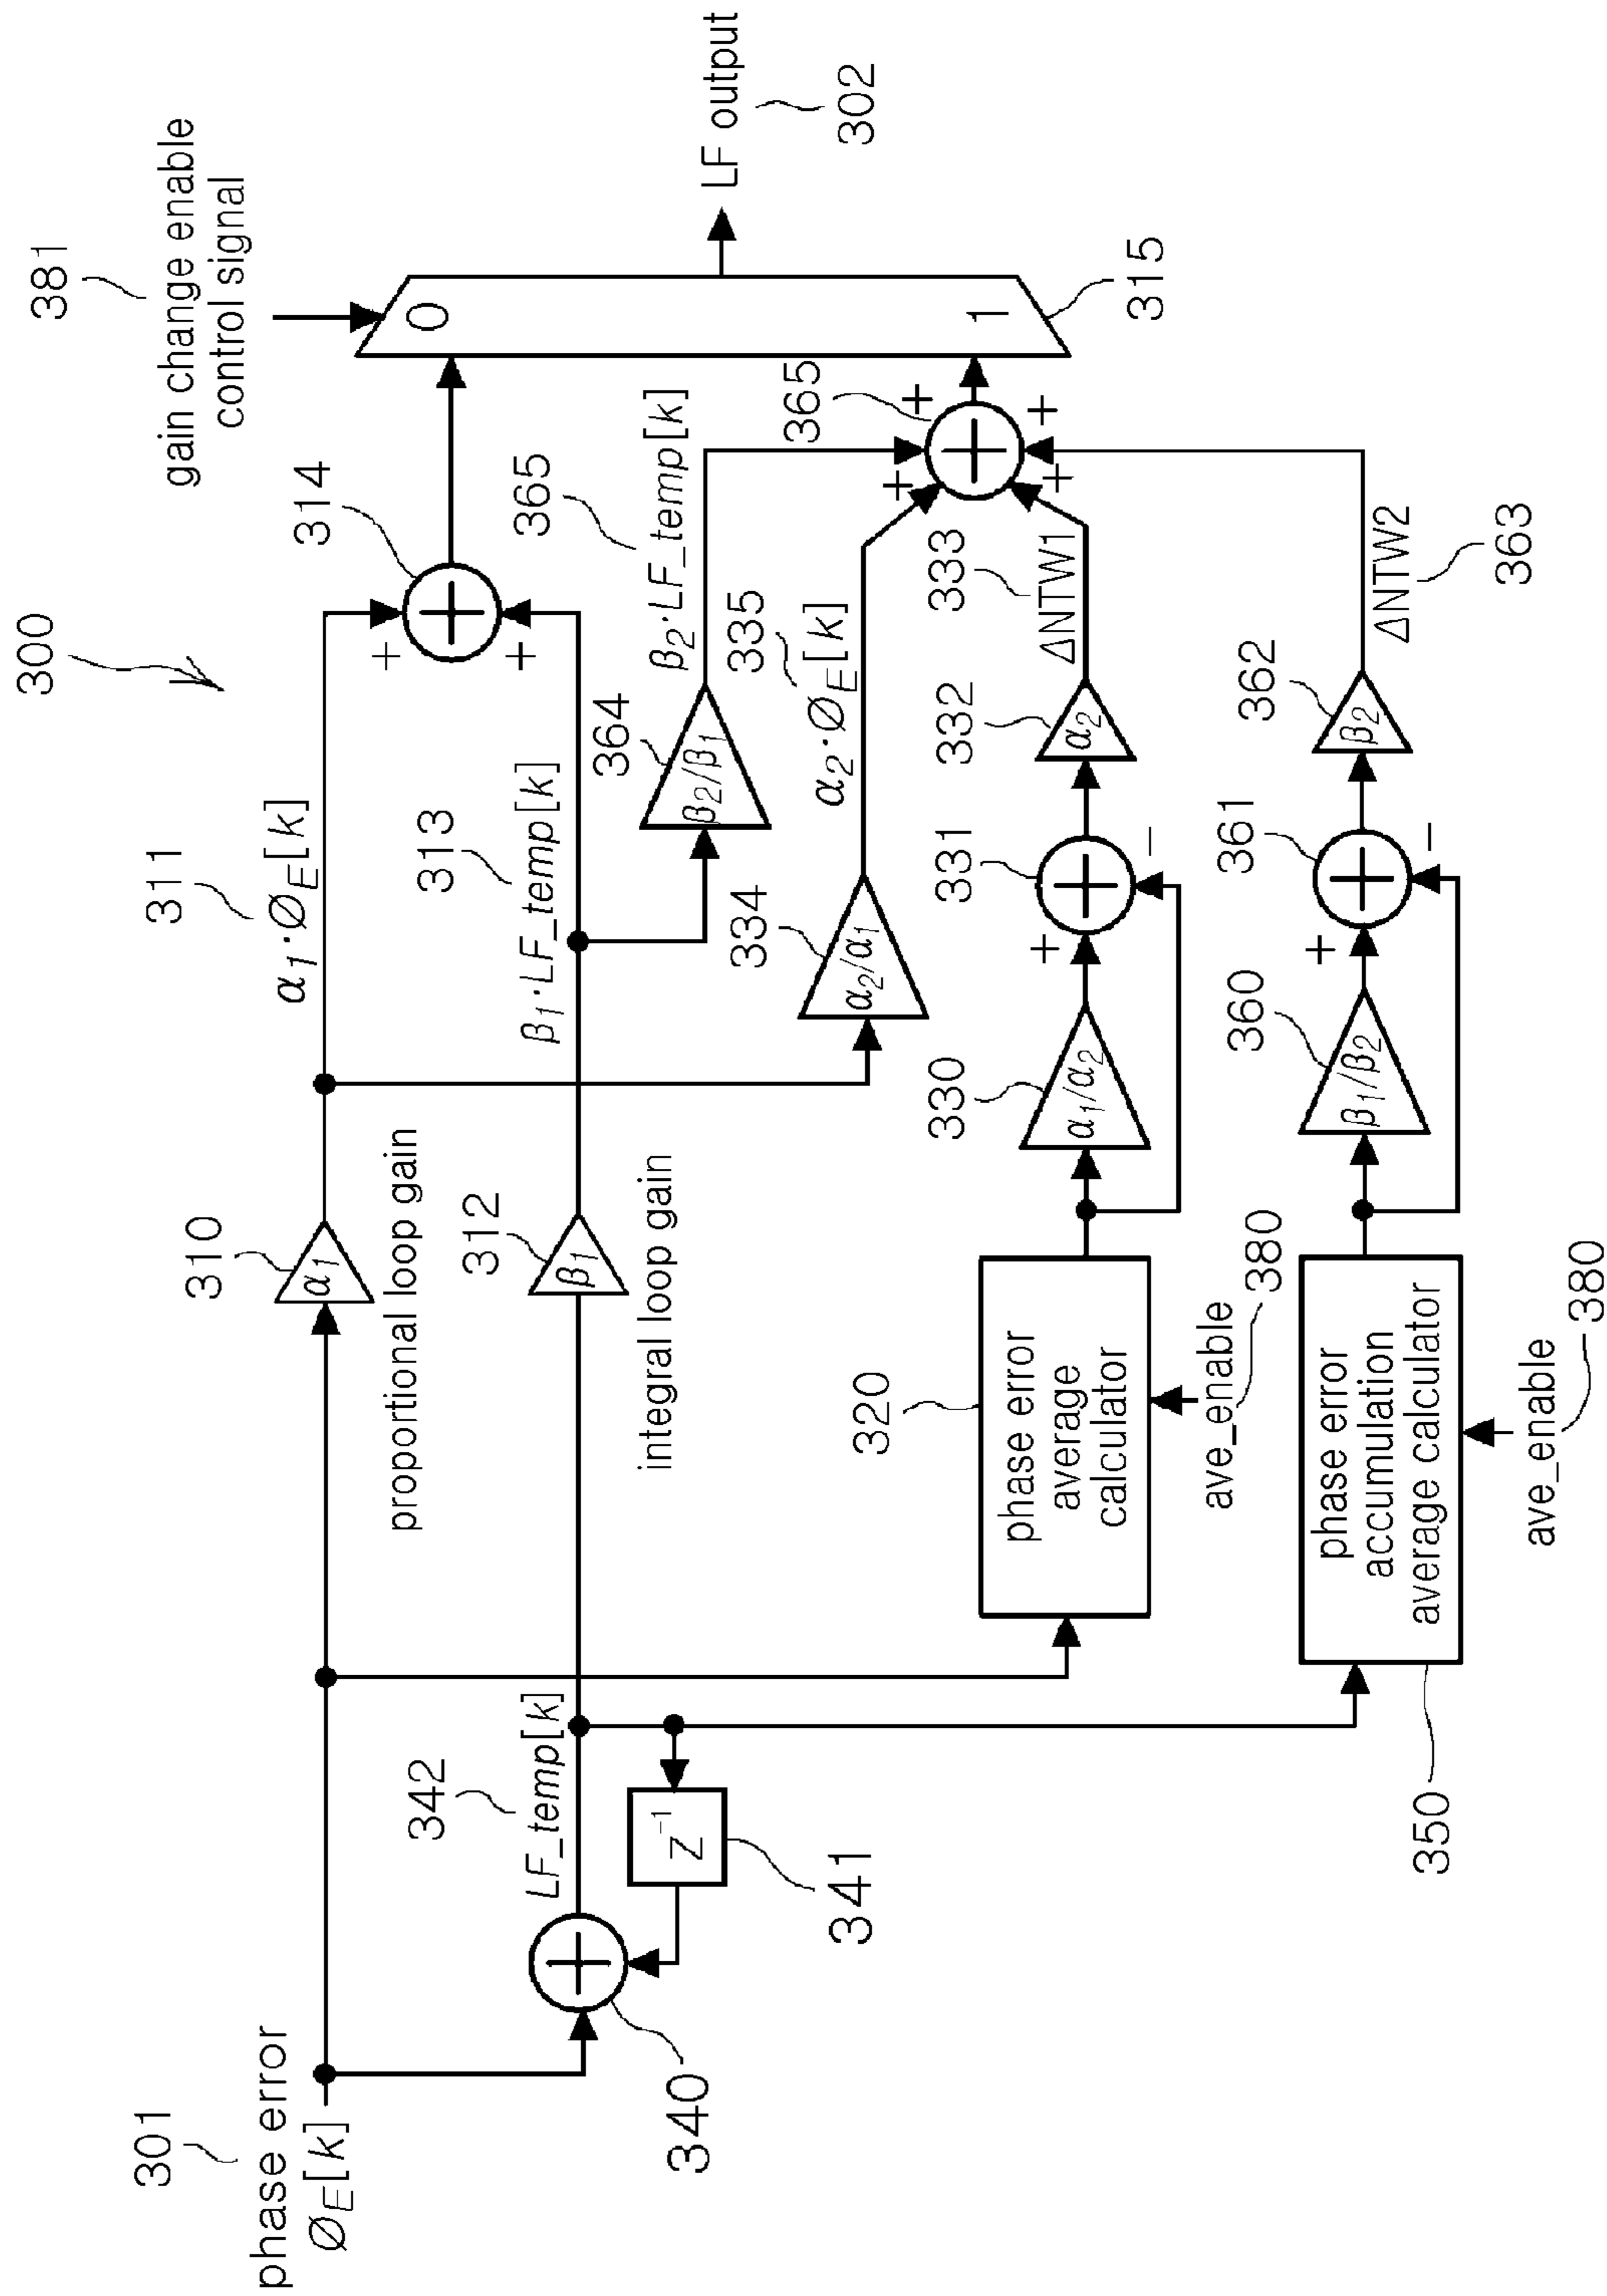 300
301
phase error
Ø_E[k]
310
α₁
proportional loop gain
311
α₁·Ø_E[k]
314
+
+
381
gain change enable
control signal
0
1
315
LF output
302
340
342
LF_temp[k]
Z⁻¹
341
312
β₁
integral loop gain
313
β₁·LF_temp[k]
364
β₂/β₁
365
β₂·LF_temp[k]
334
α₂/α₁
335
α₂·Ø_E[k]
365
+
+
+
+
320
phase error
average
calculator
ave_enable
380
330
α₁/α₂
331
+
−
332
α₂
333
ΔNTW1
350
phase error
accumulation
average calculator
ave_enable
380
360
β₁/β₂
361
+
−
362
β₂
ΔNTW2
363